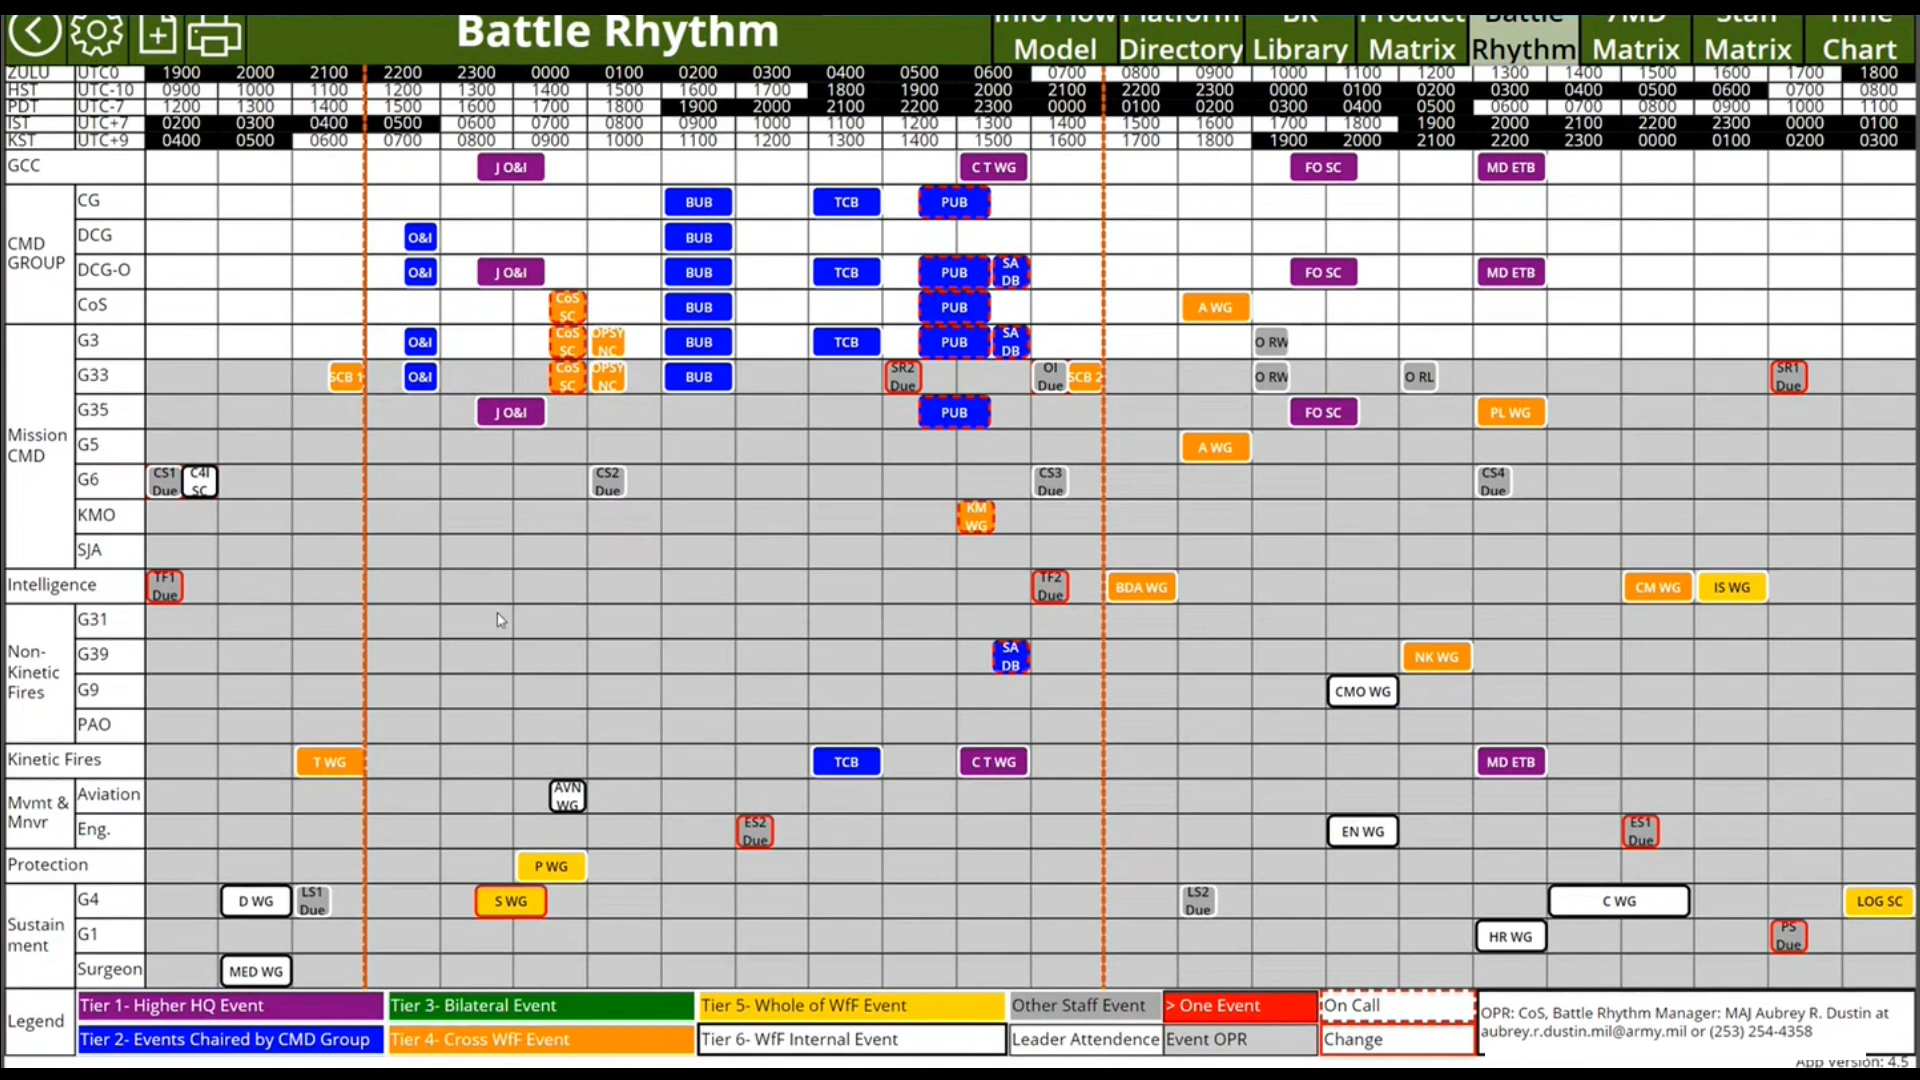 Battle Rhythm
Info Flow Model
Platform Directory
BR Library
Product Matrix
Battle Rhythm
7MD Matrix
Staff Matrix
Time Chart
ZULU UTC0 1900 2000 2100 2200 2300 0000 0100 0200 0300 0400 0500 0600 0700 0800 0900 1000 1100 1200 1300 1400 1500 1600 1700 1800
HST UTC-10 0900 1000 1100 1200 1300 1400 1500 1600 1700 1800 1900 2000 2100 2200 2300 0000 0100 0200 0300 0400 0500 0600 0700 0800
PDT UTC-7 1200 1300 1400 1500 1600 1700 1800 1900 2000 2100 2200 2300 0000 0100 0200 0300 0400 0500 0600 0700 0800 0900 1000 1100
IST UTC+7 0200 0300 0400 0500 0600 0700 0800 0900 1000 1100 1200 1300 1400 1500 1600 1700 1800 1900 2000 2100 2200 2300 0000 0100
KST UTC+9 0400 0500 0600 0700 0800 0900 1000 1100 1200 1300 1400 1500 1600 1700 1800 1900 2000 2100 2200 2300 0000 0100 0200 0300
GCC J O&I C T WG FO SC MD ETB
CMD GROUP
CG BUB TCB PUB
DCG O&I BUB
DCG-O O&I J O&I BUB TCB PUB SA DB FO SC MD ETB
CoS CoS SC BUB PUB A WG
Mission CMD
G3 O&I CoS SC OPSY NC BUB TCB PUB SA DB O RW
G33 SCB 1 O&I CoS SC OPSY NC BUB SR2 Due OI Due SCB 2 O RW O RL SR1 Due
G35 J O&I PUB FO SC PL WG
G5 A WG
G6 CS1 Due C4I SC CS2 Due CS3 Due CS4 Due
KMO KM WG
SJA
Intelligence TF1 Due TF2 Due BDA WG CM WG IS WG
Non-Kinetic Fires
G31
G39 SA DB NK WG
G9 CMO WG
PAO
Kinetic Fires T WG TCB C T WG MD ETB
Mvmt & Mnvr
Aviation AVN WG
Eng. ES2 Due EN WG ES1 Due
Protection P WG
Sustain ment
G4 D WG LS1 Due S WG LS2 Due C WG LOG SC
G1 HR WG PS Due
Surgeon MED WG
Legend
Tier 1- Higher HQ Event Tier 3- Bilateral Event Tier 5- Whole of WfF Event Other Staff Event > One Event On Call
Tier 2- Events Chaired by CMD Group Tier 4- Cross WfF Event Tier 6- WfF Internal Event Leader Attendence Event OPR Change
OPR: CoS, Battle Rhythm Manager: MAJ Aubrey R. Dustin at
aubrey.r.dustin.mil@army.mil or (253) 254-4358
App Version: 4.5